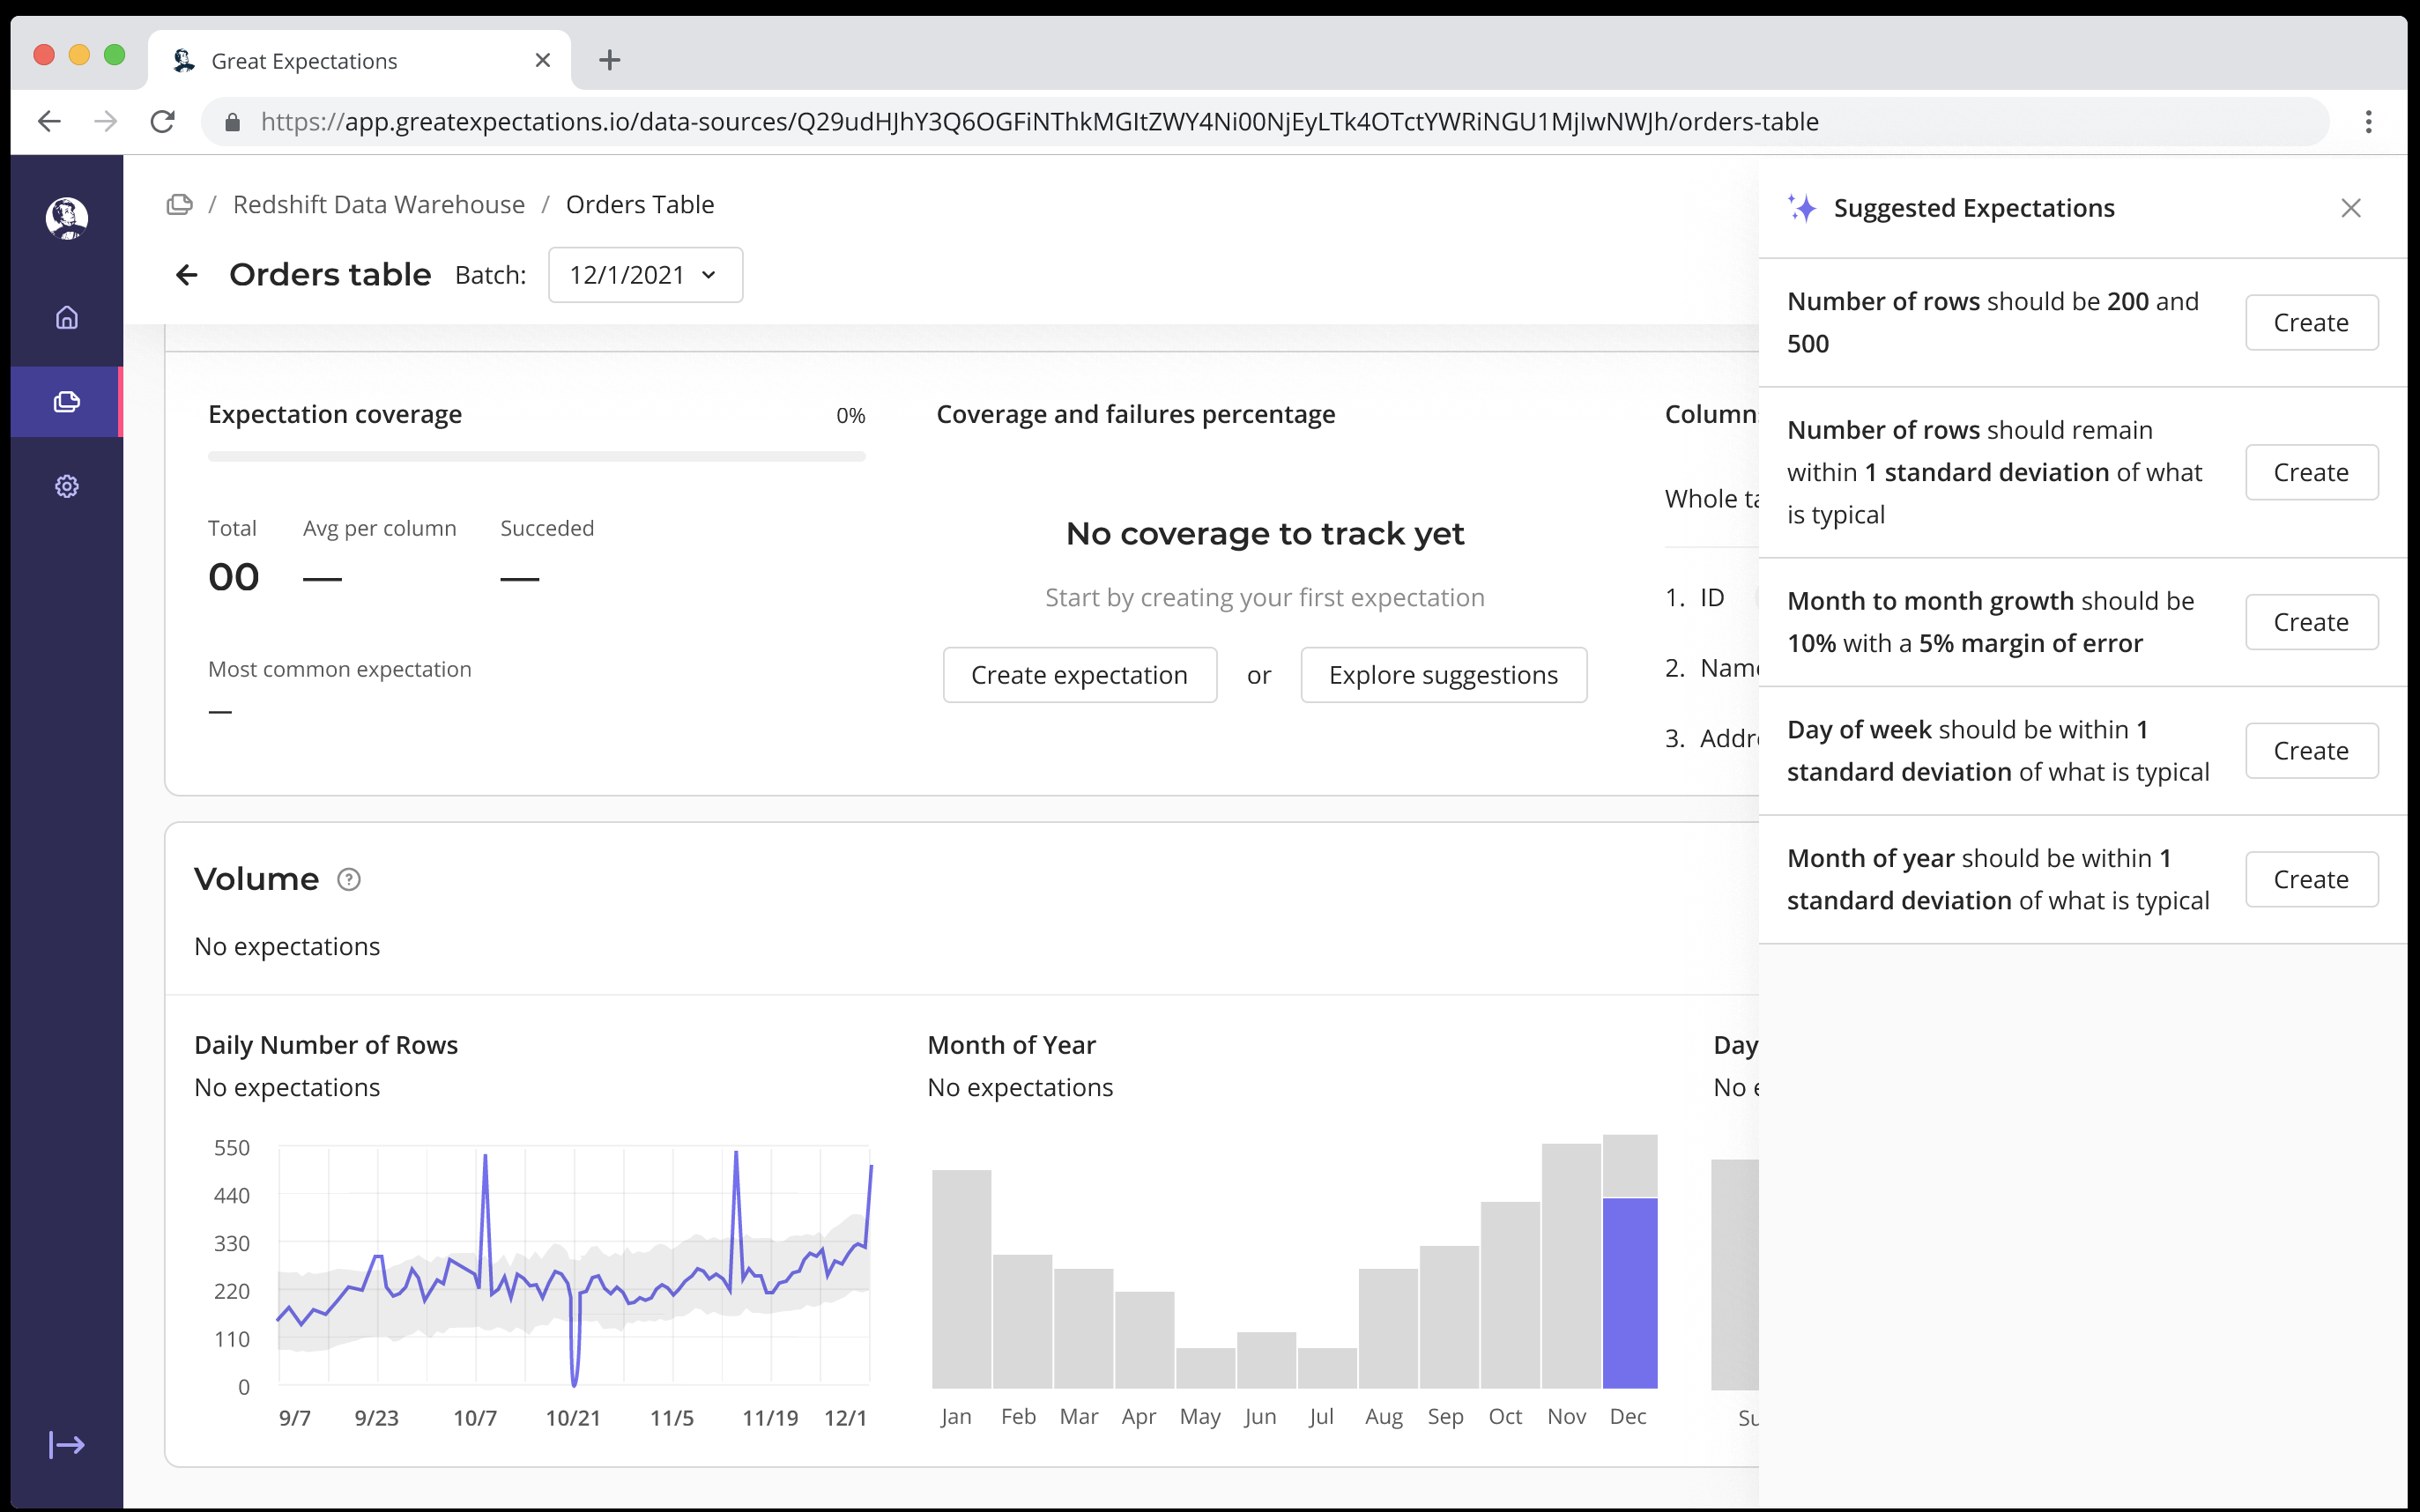 Great Expectations
https://app.greatexpectations.io/data-sources/Q29udHJhY3Q6OGFiNThkMGItZWY4Ni00NjEyLTk4OTctYWRiNGU1MjIwNWJh/orders-table
/ Redshift Data Warehouse / Orders Table
Orders table Batch: 12/1/2021
Expectation coverage 0%
Total Avg per column Succeded
00 — —
Most common expectation
—
Coverage and failures percentage
No coverage to track yet
Start by creating your first expectation
Create expectation or Explore suggestions
Column
Whole ta
1. ID
2. Name
3. Addre
Volume ?
No expectations
Daily Number of Rows
No expectations
550
440
330
220
110
0
9/7 9/23 10/7 10/21 11/5 11/19 12/1
Month of Year
No expectations
Jan Feb Mar Apr May Jun Jul Aug Sep Oct Nov Dec
Day
No e
Su
Suggested Expectations
Number of rows should be 200 and
500
Create
Number of rows should remain
within 1 standard deviation of what
is typical
Create
Month to month growth should be
10% with a 5% margin of error
Create
Day of week should be within 1
standard deviation of what is typical
Create
Month of year should be within 1
standard deviation of what is typical
Create